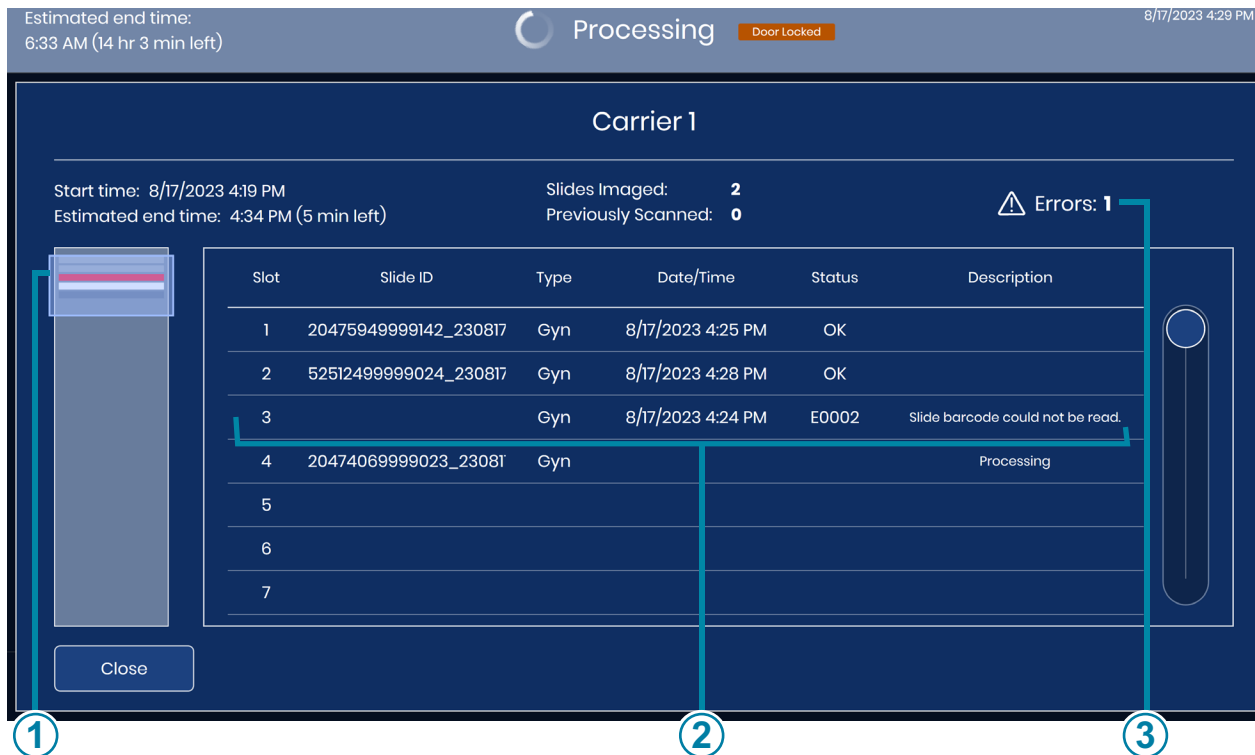 Estimated end time:
6:33 AM (14 hr 3 min left)
Processing
Door Locked
8/17/2023 4:29 PM
Carrier 1
Start time: 8/17/2023 4:19 PM
Estimated end time: 4:34 PM (5 min left)
Slides Imaged: 2
Previously Scanned: 0
Errors: 1
Slot Slide ID Type Date/Time Status Description
1 20475949999142_230817 Gyn 8/17/2023 4:25 PM OK
2 52512499999024_230817 Gyn 8/17/2023 4:28 PM OK
3 Gyn 8/17/2023 4:24 PM E0002 Slide barcode could not be read.
4 20474069999023_23081 Gyn Processing
5
6
7
Close
1 2 3